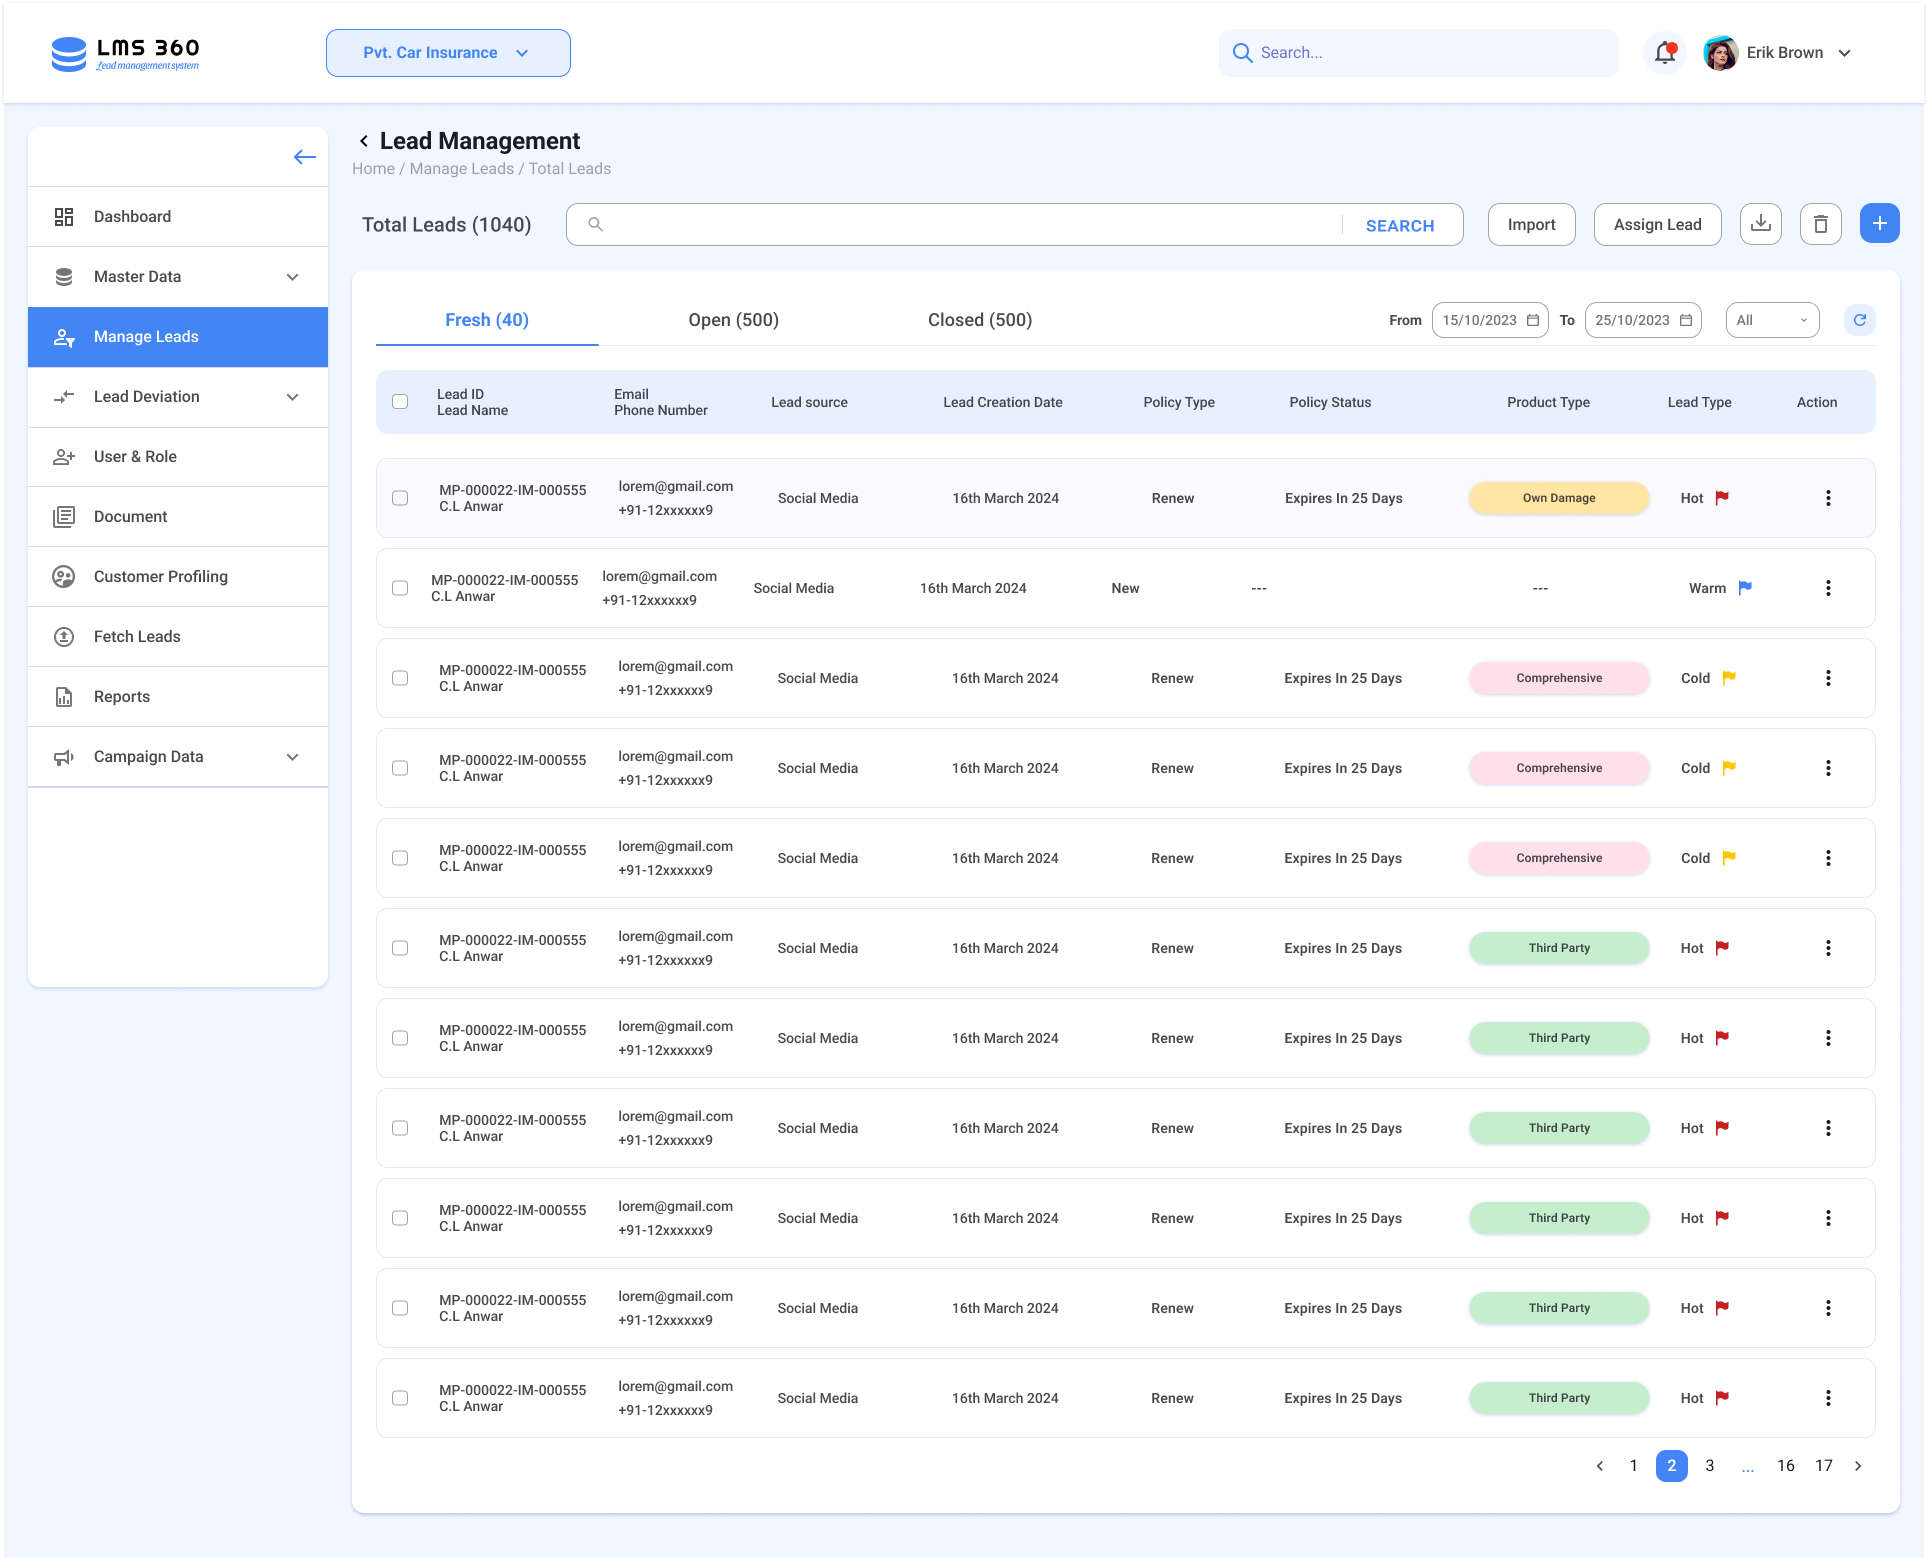 LMS 360
Lead management system
Pvt. Car Insurance
Search...
Erik Brown
Lead Management
Home / Manage Leads / Total Leads
Dashboard
Master Data
Manage Leads
Lead Deviation
User & Role
Document
Customer Profiling
Fetch Leads
Reports
Campaign Data
Total Leads (1040)
SEARCH
Import
Assign Lead
Fresh (40)
Open (500)
Closed (500)
From 15/10/2023 To 25/10/2023 All
Lead ID
Lead Name
Email
Phone Number
Lead source
Lead Creation Date
Policy Type
Policy Status
Product Type
Lead Type
Action
MP-000022-IM-000555
C.L Anwar
lorem@gmail.com
+91-12xxxxxx9
Social Media
16th March 2024
Renew
Expires In 25 Days
Own Damage
Hot
MP-000022-IM-000555
C.L Anwar
lorem@gmail.com
+91-12xxxxxx9
Social Media
16th March 2024
New
---
---
Warm
MP-000022-IM-000555
C.L Anwar
lorem@gmail.com
+91-12xxxxxx9
Social Media
16th March 2024
Renew
Expires In 25 Days
Comprehensive
Cold
MP-000022-IM-000555
C.L Anwar
lorem@gmail.com
+91-12xxxxxx9
Social Media
16th March 2024
Renew
Expires In 25 Days
Comprehensive
Cold
MP-000022-IM-000555
C.L Anwar
lorem@gmail.com
+91-12xxxxxx9
Social Media
16th March 2024
Renew
Expires In 25 Days
Comprehensive
Cold
MP-000022-IM-000555
C.L Anwar
lorem@gmail.com
+91-12xxxxxx9
Social Media
16th March 2024
Renew
Expires In 25 Days
Third Party
Hot
MP-000022-IM-000555
C.L Anwar
lorem@gmail.com
+91-12xxxxxx9
Social Media
16th March 2024
Renew
Expires In 25 Days
Third Party
Hot
MP-000022-IM-000555
C.L Anwar
lorem@gmail.com
+91-12xxxxxx9
Social Media
16th March 2024
Renew
Expires In 25 Days
Third Party
Hot
MP-000022-IM-000555
C.L Anwar
lorem@gmail.com
+91-12xxxxxx9
Social Media
16th March 2024
Renew
Expires In 25 Days
Third Party
Hot
MP-000022-IM-000555
C.L Anwar
lorem@gmail.com
+91-12xxxxxx9
Social Media
16th March 2024
Renew
Expires In 25 Days
Third Party
Hot
MP-000022-IM-000555
C.L Anwar
lorem@gmail.com
+91-12xxxxxx9
Social Media
16th March 2024
Renew
Expires In 25 Days
Third Party
Hot
1 2 3 ... 16 17